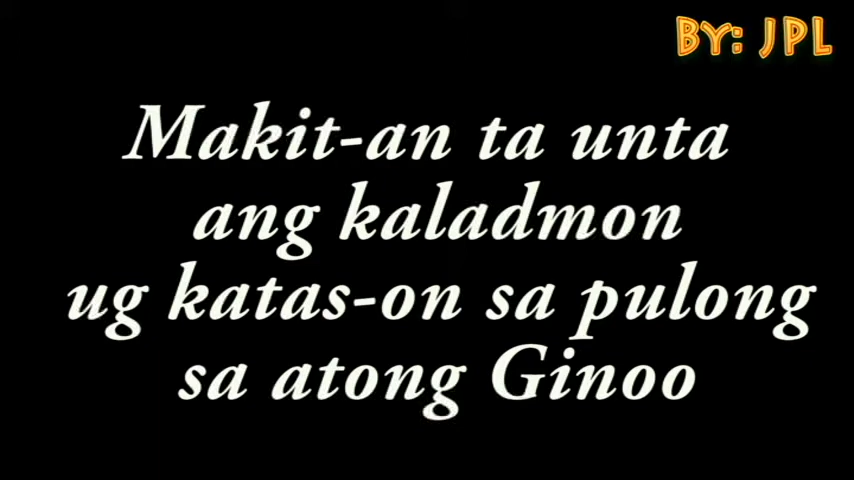 BY: JPL
Makit-an ta unta
ang kaladmon
ug katas-on sa pulong
sa atong Ginoo